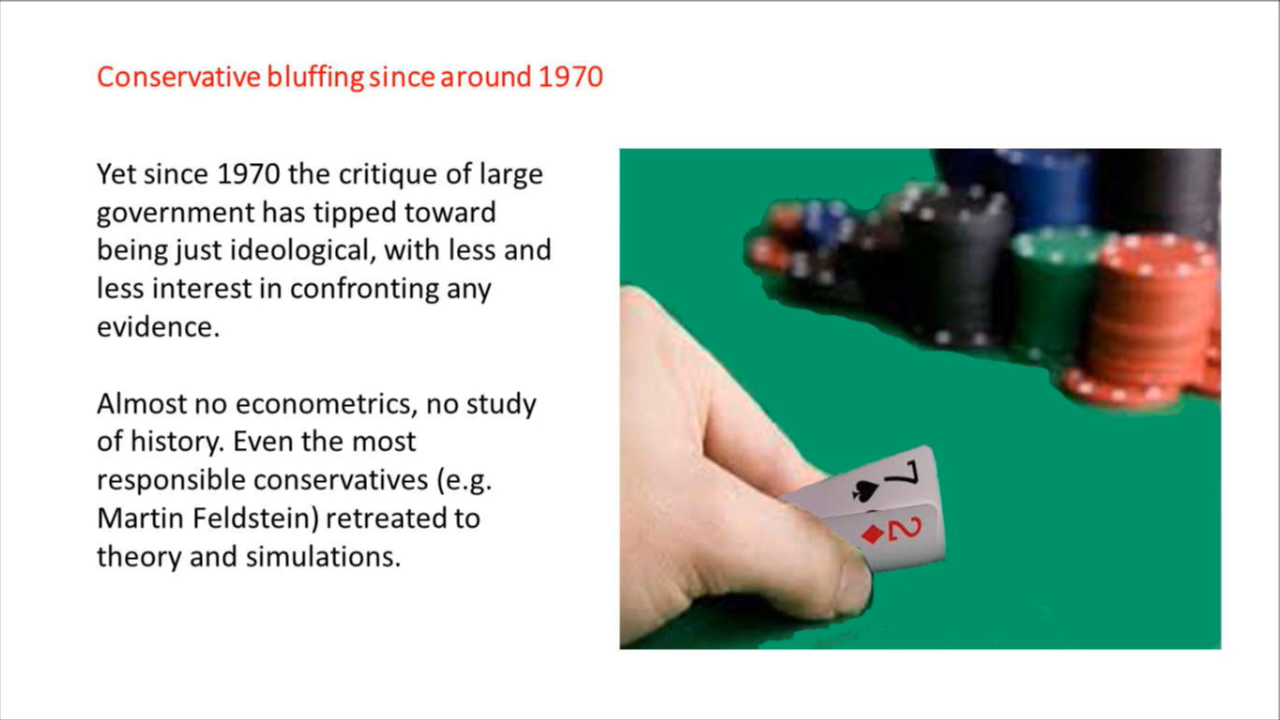 Conservative bluffing since around 1970
Yet since 1970 the critique of large
government has tipped toward
being just ideological, with less and
less interest in confronting any
evidence.
Almost no econometrics, no study
of history. Even the most
responsible conservatives (e.g.
Martin Feldstein) retreated to
theory and simulations.
7
2